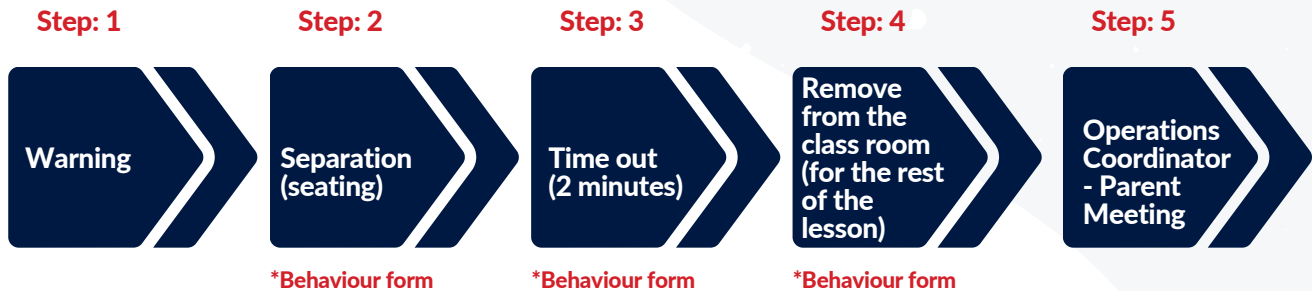 Step: 1
Step: 2
Step: 3
Step: 4
Step: 5
Warning
Separation
(seating)
Time out
(2 minutes)
Remove
from the
class room
(for the rest
of the
lesson)
Operations
Coordinator
- Parent
Meeting
*Behaviour form
*Behaviour form
*Behaviour form